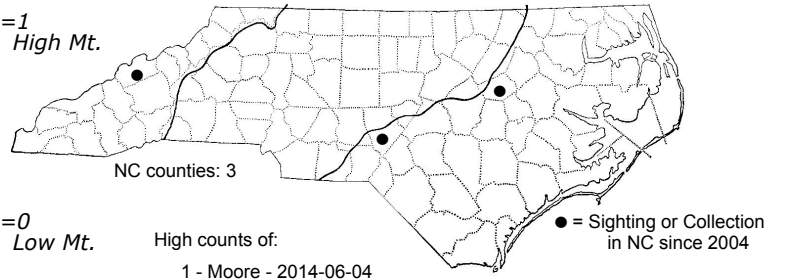 =1
High Mt.
NC counties: 3
=0
Low Mt.
High counts of:
1 - Moore - 2014-06-04
● = Sighting or Collection
in NC since 2004